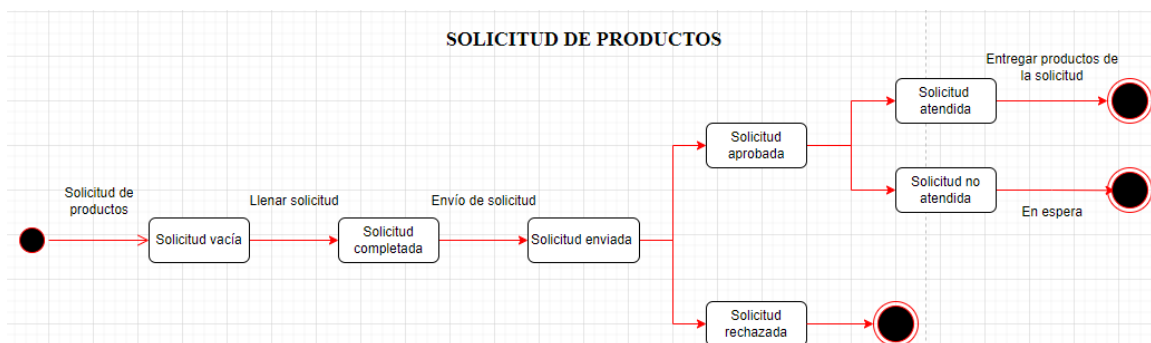 SOLICITUD DE PRODUCTOS
Entregar productos de
la solicitud
Solicitud
atendida
Solicitud
aprobada
Solicitud no
atendida
En espera
Solicitud de
productos
Llenar solicitud
Envío de solicitud
Solicitud vacía
Solicitud
completada
Solicitud enviada
Solicitud
rechazada